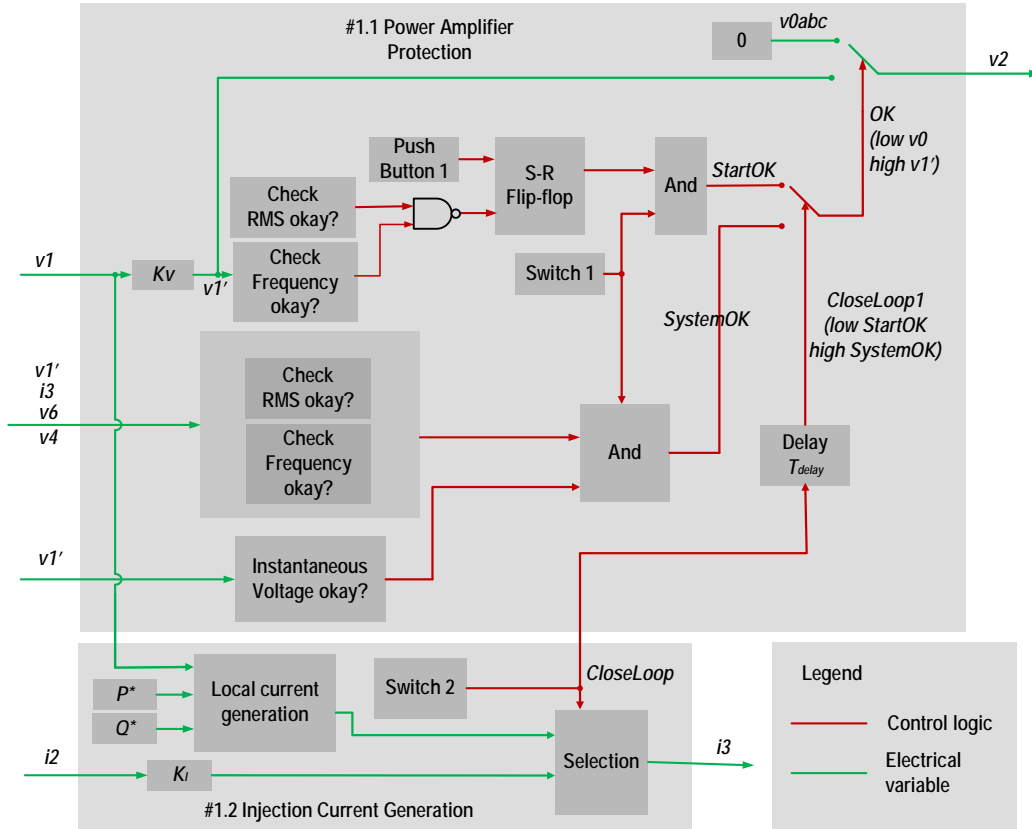 #1.1 Power Amplifier
Protection
0
v0abc
v2
OK
(low v0
high v1')
Push
Button 1
S-R
Flip-flop
And
StartOK
Check
RMS okay?
Check
Frequency
okay?
v1
Kv
v1'
Switch 1
SystemOK
CloseLoop1
(low StartOK
high SystemOK)
v1'
i3
v6
v4
Check
RMS okay?
Check
Frequency
okay?
And
Delay
Tdelay
v1'
Instantaneous
Voltage okay?
P*
Q*
Local current
generation
Switch 2
CloseLoop
Selection
i3
i2
KI
#1.2 Injection Current Generation
Legend
Control logic
Electrical
variable